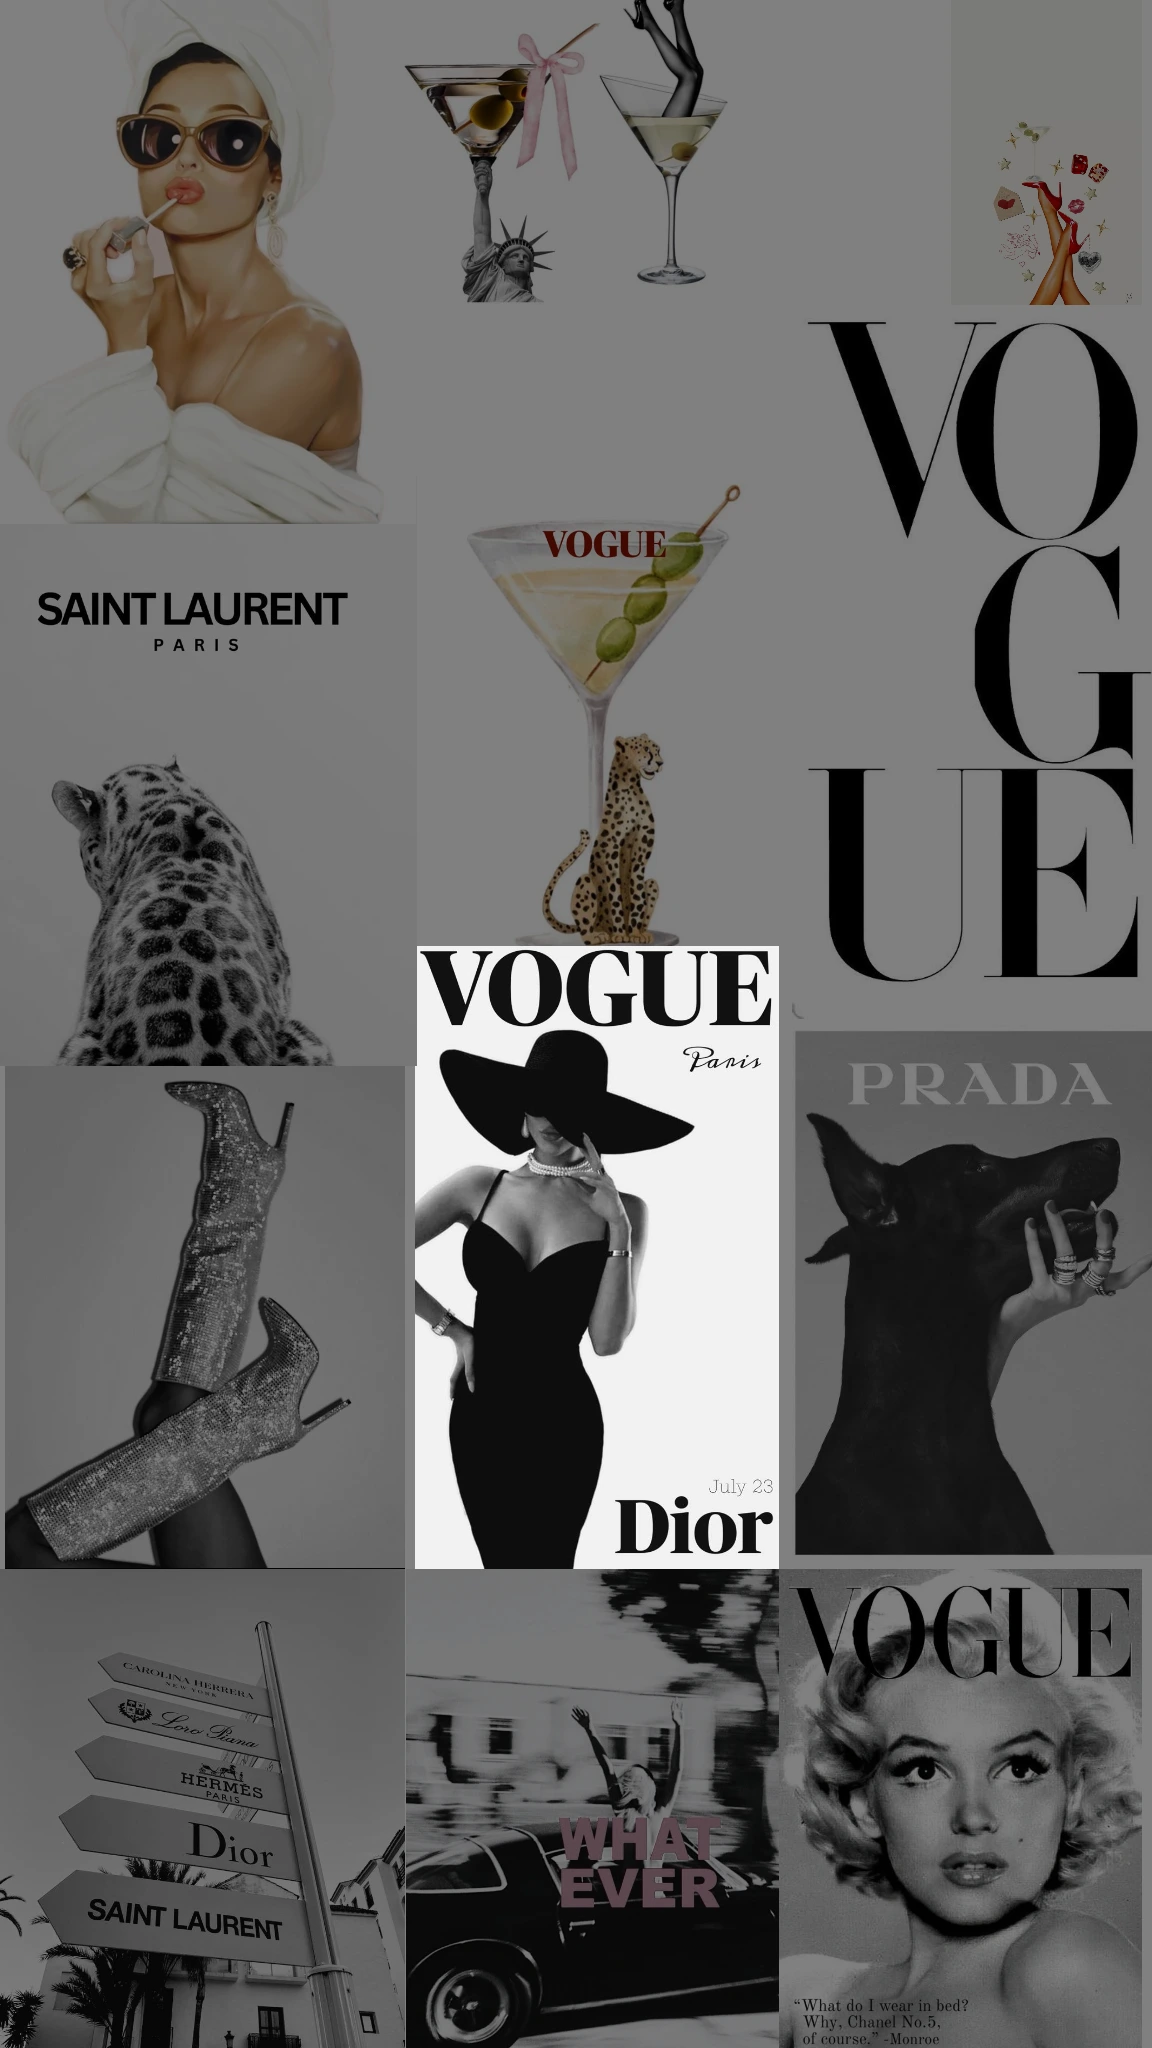 VOGUE
VO
G
UE
SAINT LAURENT
PARIS
VOGUE
Paris
July 23
Dior
PRADA
CAROLINA HERRERA
NEW YORK
Loro Piana
HERMÈS
PARIS
Dior
SAINT LAURENT
WHAT
EVER
VOGUE
“What do I wear in bed?
Why, Chanel No.5,
of course.” -Monroe